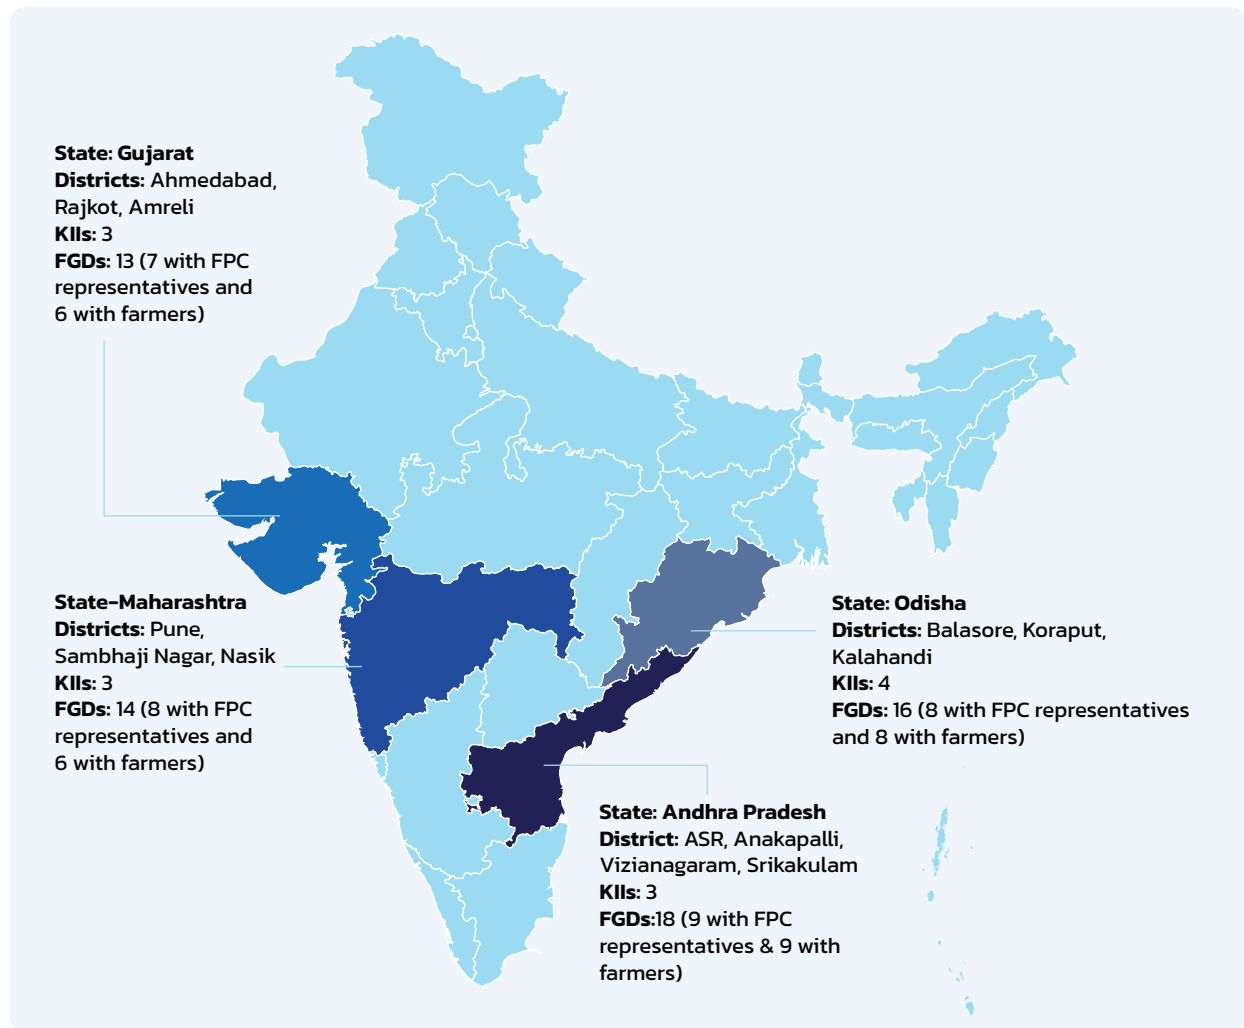 State: Gujarat
Districts: Ahmedabad,
Rajkot, Amreli
KIIs: 3
FGDs: 13 (7 with FPC
representatives and
6 with farmers)
State-Maharashtra
Districts: Pune,
Sambhaji Nagar, Nasik
KIIs: 3
FGDs: 14 (8 with FPC
representatives and
6 with farmers)
State: Odisha
Districts: Balasore, Koraput,
Kalahandi
KIIs: 4
FGDs: 16 (8 with FPC representatives
and 8 with farmers)
State: Andhra Pradesh
District: ASR, Anakapalli,
Vizianagaram, Srikakulam
KIIs: 3
FGDs:18 (9 with FPC
representatives & 9 with
farmers)